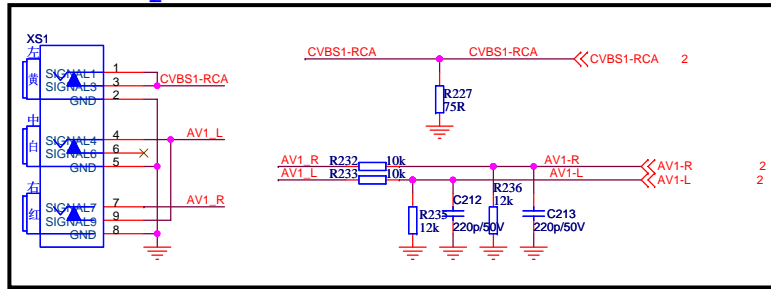 XS1
左
黄
SIGNAL1 1
SIGNAL3 3
GND 2
CVBS1-RCA
中
白
SIGNAL4 4
SIGNAL6 6
GND 5
AV1_L
右
红
SIGNAL7 7
SIGNAL9 9
GND 8
AV1_R
CVBS1-RCA CVBS1-RCA CVBS1-RCA 2
R227
75R
AV1_R R232 10k AV1-R AV1-R 2
AV1_L R233 10k AV1-L AV1-L 2
R235
12k
C212
220p/50V
R236
12k
C213
220p/50V